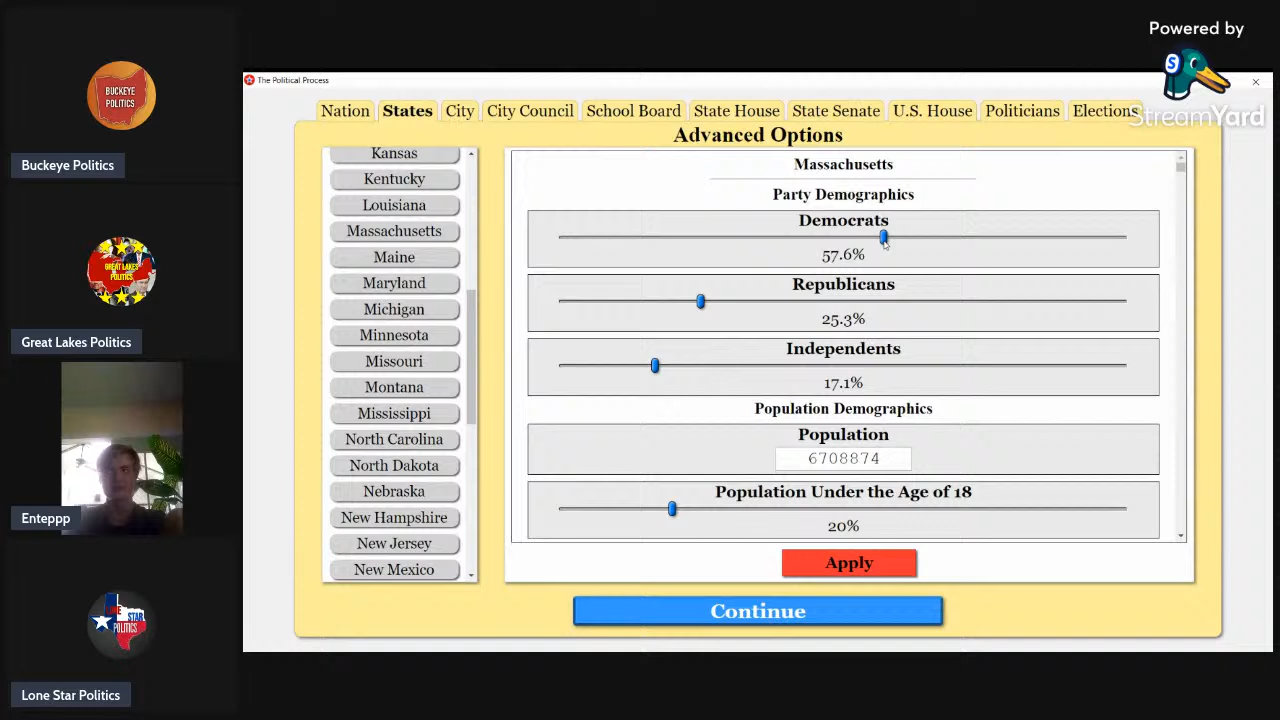 Powered by
StreamYard
BUCKEYE
POLITICS
Buckeye Politics
GREAT LAKES
POLITICS
Great Lakes Politics
Enteppp
LONE
STAR
POLITICS
Lone Star Politics
The Political Process
Nation
States
City
City Council
School Board
State House
State Senate
U.S. House
Politicians
Elections
Advanced Options
Kansas
Kentucky
Louisiana
Massachusetts
Maine
Maryland
Michigan
Minnesota
Missouri
Montana
Mississippi
North Carolina
North Dakota
Nebraska
New Hampshire
New Jersey
New Mexico
Massachusetts
Party Demographics
Democrats
57.6%
Republicans
25.3%
Independents
17.1%
Population Demographics
Population
6708874
Population Under the Age of 18
20%
Apply
Continue